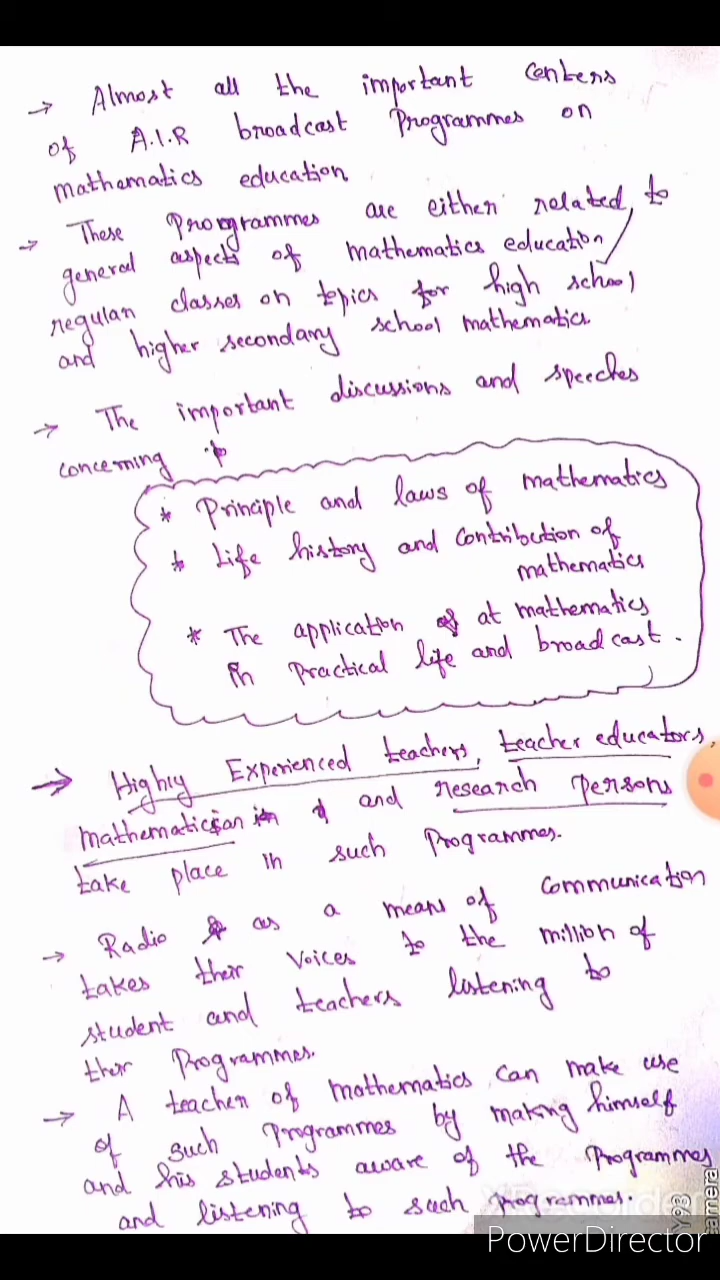 → Almost all the important centers
of A.I.R broadcast Programmes on
mathematics education
→ These Programmes are either related to
general aspects of mathematics education /
regular classes on topics for high school
and higher secondary school mathematics
→ The important discussions and speeches
concerning
* Principle and laws of mathematics
* Life history and contribution of
mathematics
* The application at mathematics
in Practical life and broadcast.
→ Highly Experienced teachers, teacher educators,
mathematician and research persons
take place in such Programmes.
→ Radio as a means of communication
takes their voices to the million of
student and teachers listening to
their Programmes.
→ A teacher of mathematics can make use
of such Programmes by making himself
and his students aware of the Programmes
and listening to such programmes.
XRecorder
PowerDirector
Y93
camera